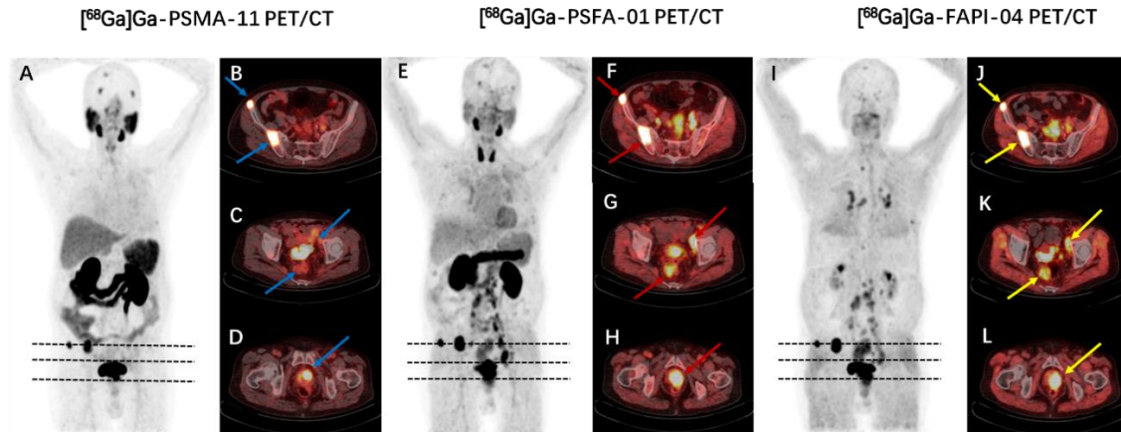 [⁶⁸Ga]Ga-PSMA-11 PET/CT
[⁶⁸Ga]Ga-PSFA-01 PET/CT
[⁶⁸Ga]Ga-FAPI-04 PET/CT
A
B
E
F
I
J
C
G
K
D
H
L